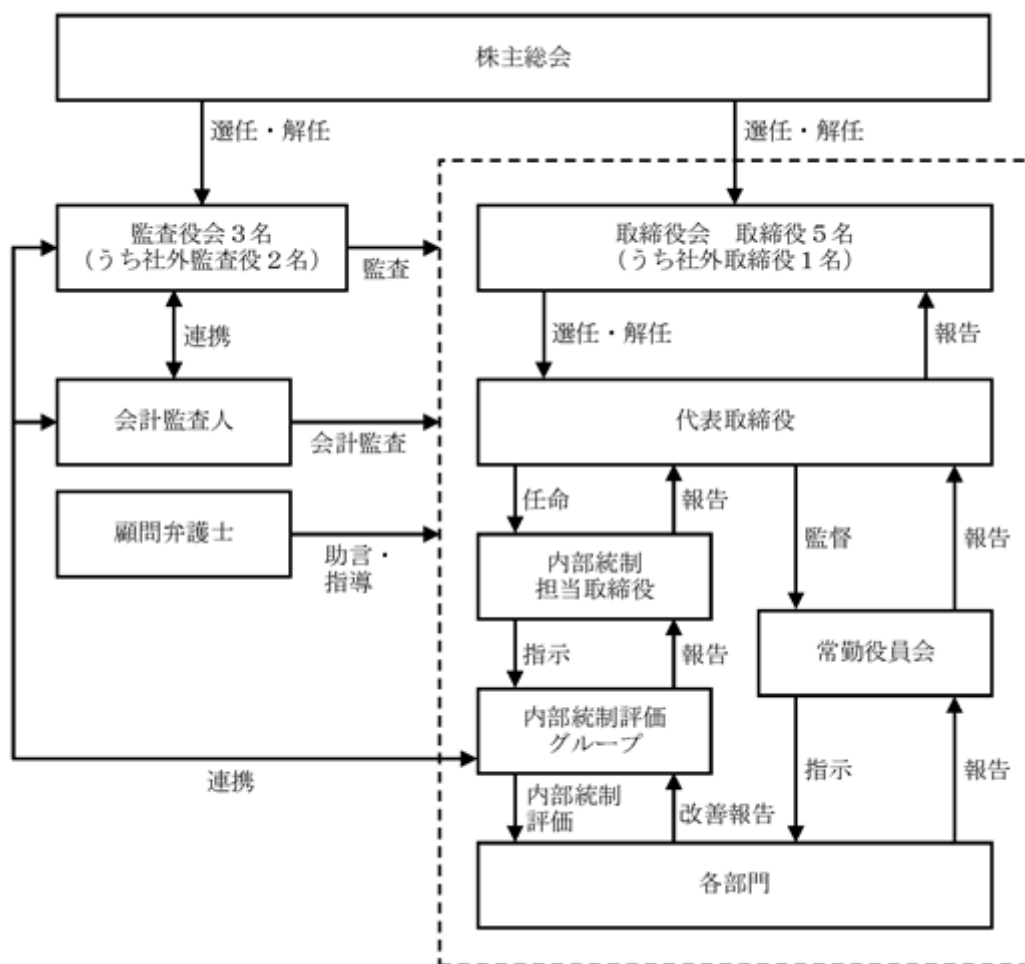 株主総会
選任・解任
選任・解任
監査役会３名
（うち社外監査役２名）
監査
取締役会　取締役５名
（うち社外取締役１名）
連携
選任・解任
報告
会計監査人
会計監査
代表取締役
顧問弁護士
助言・
指導
任命
報告
監督
報告
内部統制
担当取締役
常勤役員会
指示
報告
内部統制評価
グループ
連携
指示
報告
内部統制
評価
改善報告
各部門